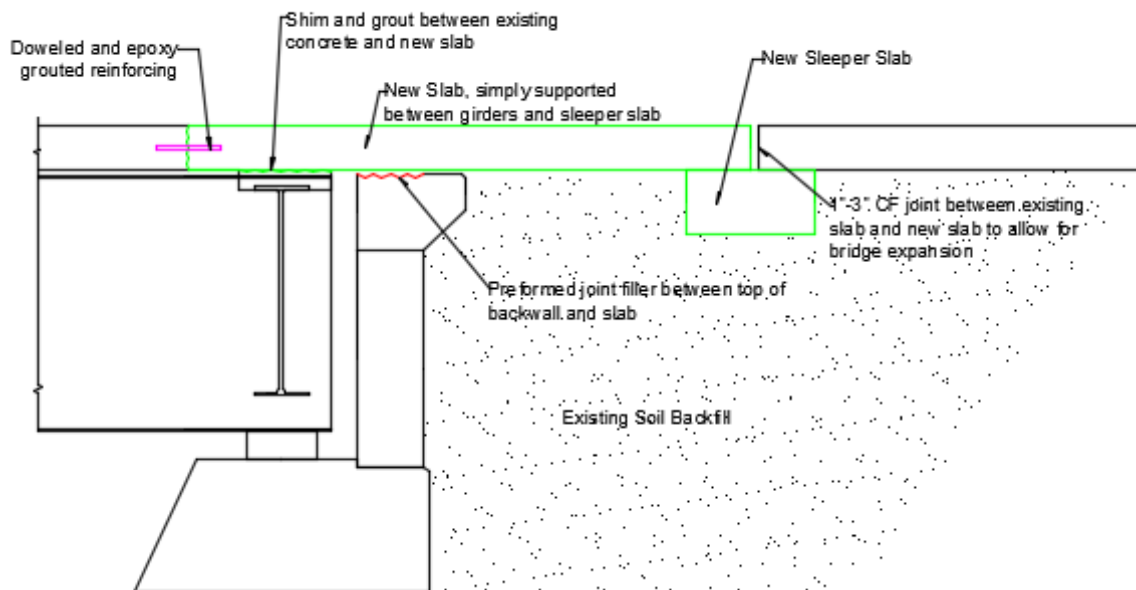 Shim and grout between existing
concrete and new slab
Doweled and epoxy
grouted reinforcing
New Sleeper Slab
New Slab, simply supported
between girders and sleeper slab
1"-3" CF joint between existing
slab and new slab to allow for
bridge expansion
Preformed joint filler between top of
backwall and slab
Existing Soil Backfill